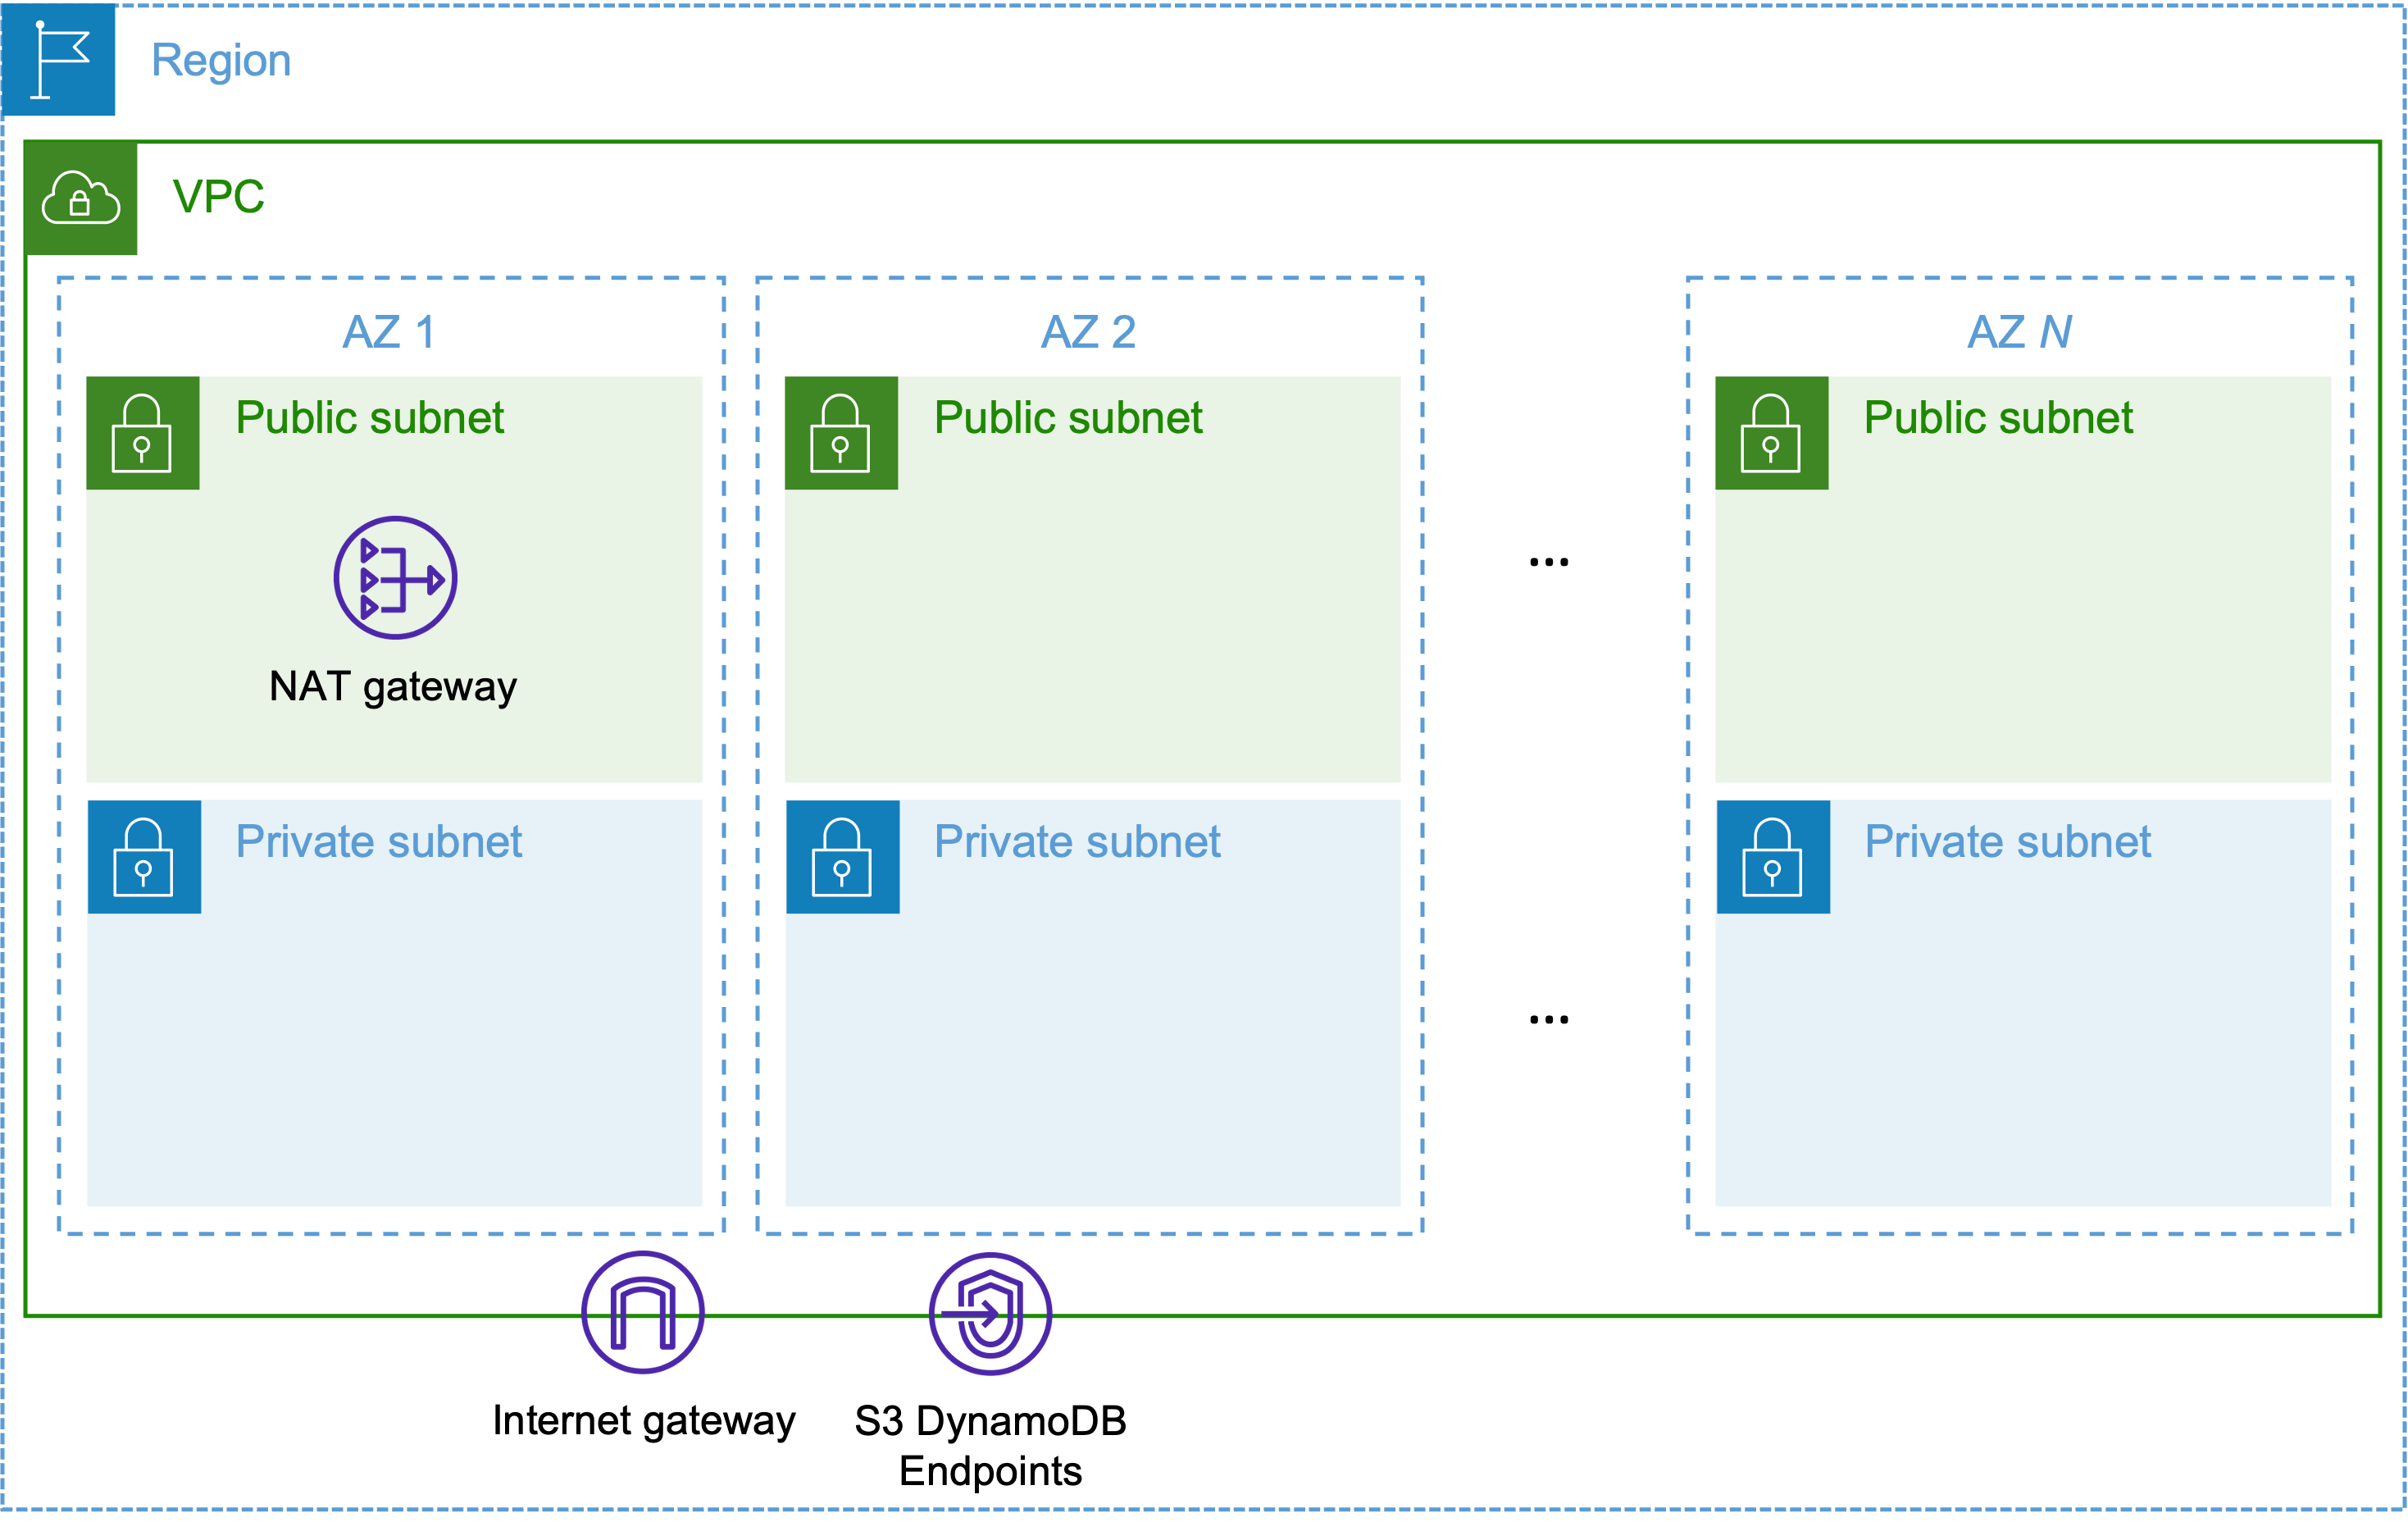 Region
VPC
AZ 1
AZ 2
AZ N
Public subnet
Public subnet
Public subnet
...
NAT gateway
Private subnet
Private subnet
Private subnet
...
Internet gateway
S3 DynamoDB
Endpoints